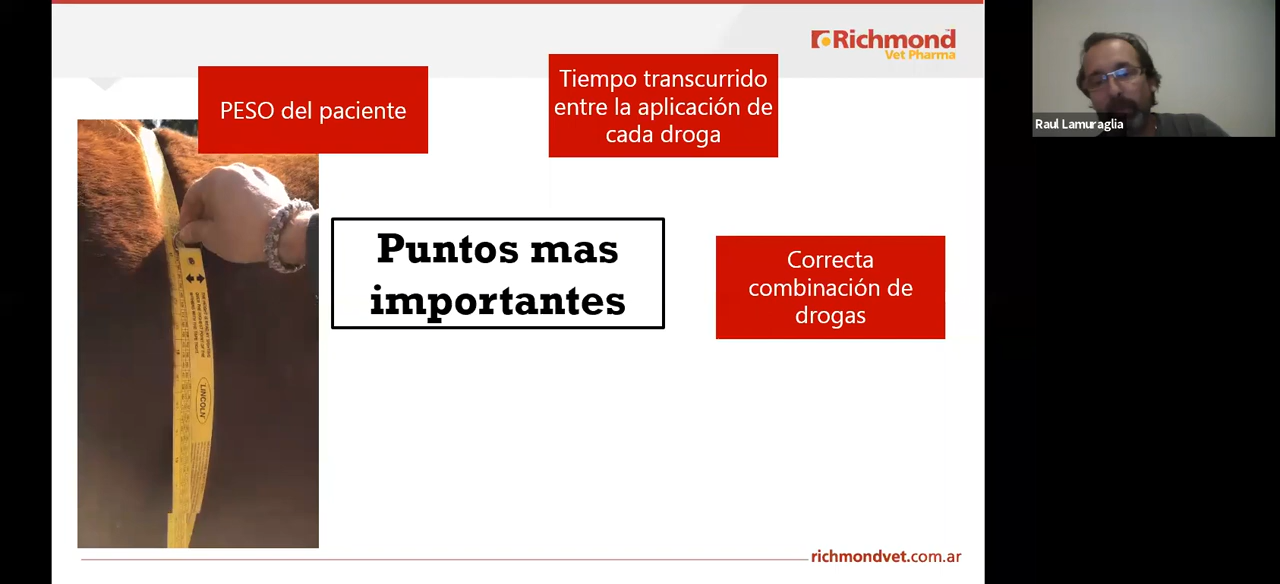 Richmond
Vet Pharma
PESO del paciente
Tiempo transcurrido
entre la aplicación de
cada droga
Raul Lamuraglia
Puntos mas
importantes
Correcta
combinación de
drogas
LINCOLN
richmondvet.com.ar